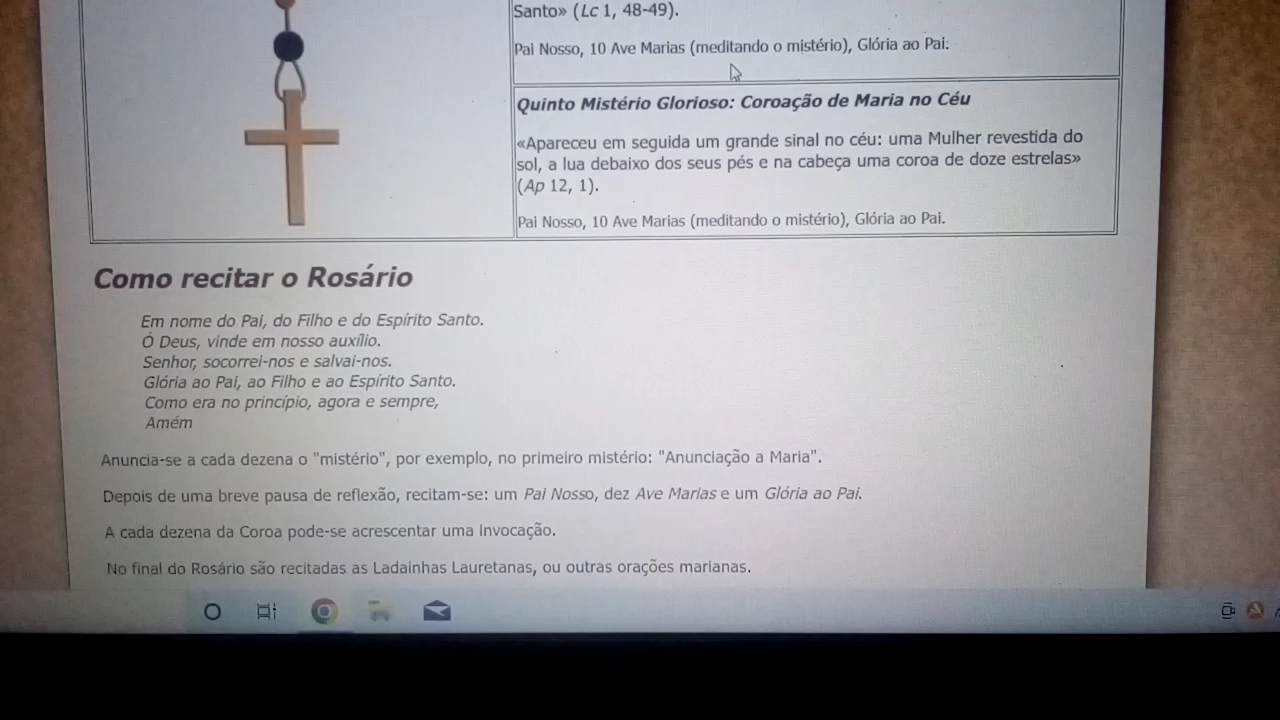 Santo» (Lc 1, 48-49).
Pai Nosso, 10 Ave Marias (meditando o mistério), Glória ao Pai.
Quinto Mistério Glorioso: Coroação de Maria no Céu
«Apareceu em seguida um grande sinal no céu: uma Mulher revestida do
sol, a lua debaixo dos seus pés e na cabeça uma coroa de doze estrelas»
(Ap 12, 1).
Pai Nosso, 10 Ave Marias (meditando o mistério), Glória ao Pai.
Como recitar o Rosário
Em nome do Pai, do Filho e do Espírito Santo.
Ó Deus, vinde em nosso auxílio.
Senhor, socorrei-nos e salvai-nos.
Glória ao Pai, ao Filho e ao Espírito Santo.
Como era no princípio, agora e sempre,
Amém
Anuncia-se a cada dezena o "mistério", por exemplo, no primeiro mistério: "Anunciação a Maria".
Depois de uma breve pausa de reflexão, recitam-se: um Pai Nosso, dez Ave Marias e um Glória ao Pai.
A cada dezena da Coroa pode-se acrescentar uma invocação.
No final do Rosário são recitadas as Ladainhas Lauretanas, ou outras orações marianas.